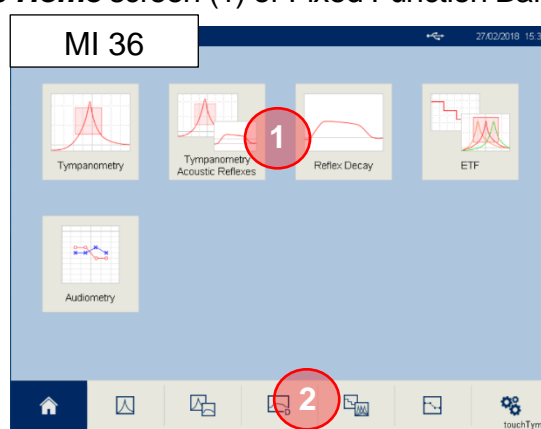 Home screen (1) or Fixed Function Bar
MI 36
27/02/2018 15:3
1
Tympanometry
Tympanometry
Acoustic Reflexes
Reflex Decay
ETF
Audiometry
2
D
touchTym